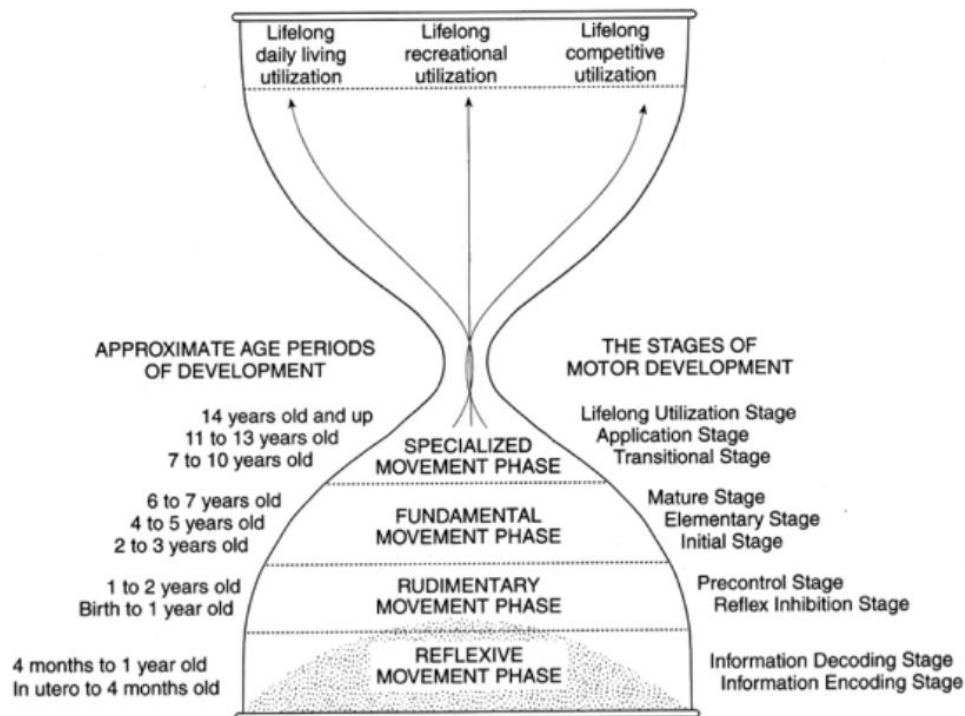 Lifelong
daily living
utilization
Lifelong
recreational
utilization
Lifelong
competitive
utilization
APPROXIMATE AGE PERIODS
OF DEVELOPMENT
THE STAGES OF
MOTOR DEVELOPMENT
14 years old and up
11 to 13 years old
7 to 10 years old
SPECIALIZED
MOVEMENT PHASE
Lifelong Utilization Stage
Application Stage
Transitional Stage
6 to 7 years old
4 to 5 years old
2 to 3 years old
FUNDAMENTAL
MOVEMENT PHASE
Mature Stage
Elementary Stage
Initial Stage
1 to 2 years old
Birth to 1 year old
RUDIMENTARY
MOVEMENT PHASE
Precontrol Stage
Reflex Inhibition Stage
4 months to 1 year old
In utero to 4 months old
REFLEXIVE
MOVEMENT PHASE
Information Decoding Stage
Information Encoding Stage